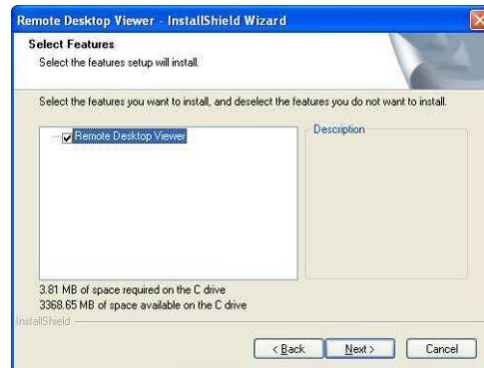 Remote Desktop Viewer - InstallShield Wizard
Select Features
Select the features setup will install.
Select the features you want to install, and deselect the features you do not want to install.
Remote Desktop Viewer
Description
3.81 MB of space required on the C drive
3368.65 MB of space available on the C drive
InstallShield
< Back
Next >
Cancel